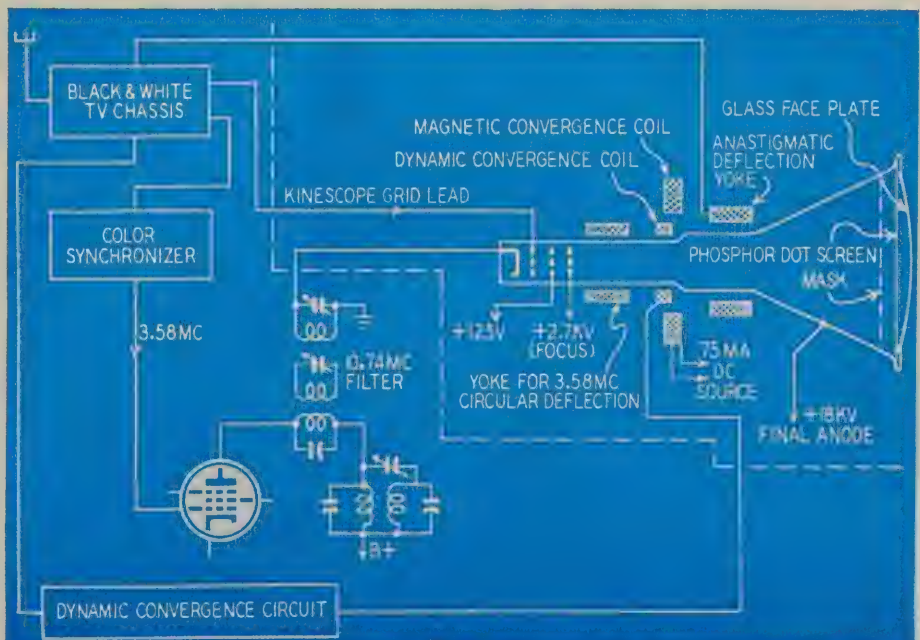 BLACK & WHITE
TV CHASSIS
GLASS FACE PLATE
MAGNETIC CONVERGENCE COIL
DYNAMIC CONVERGENCE COIL
ANASTIGMATIC
DEFLECTION
YOKE
KINESCOPE GRID LEAD
COLOR
SYNCHRONIZER
PHOSPHOR DOT SCREEN
MASK
3.58MC
10.74MC
FILTER
+125V
+2.7KV
(FOCUS)
YOKE FOR 3.58MC
CIRCULAR DEFLECTION
75 MA
DC
SOURCE
+18KV
FINAL ANODE
B+
DYNAMIC CONVERGENCE CIRCUIT